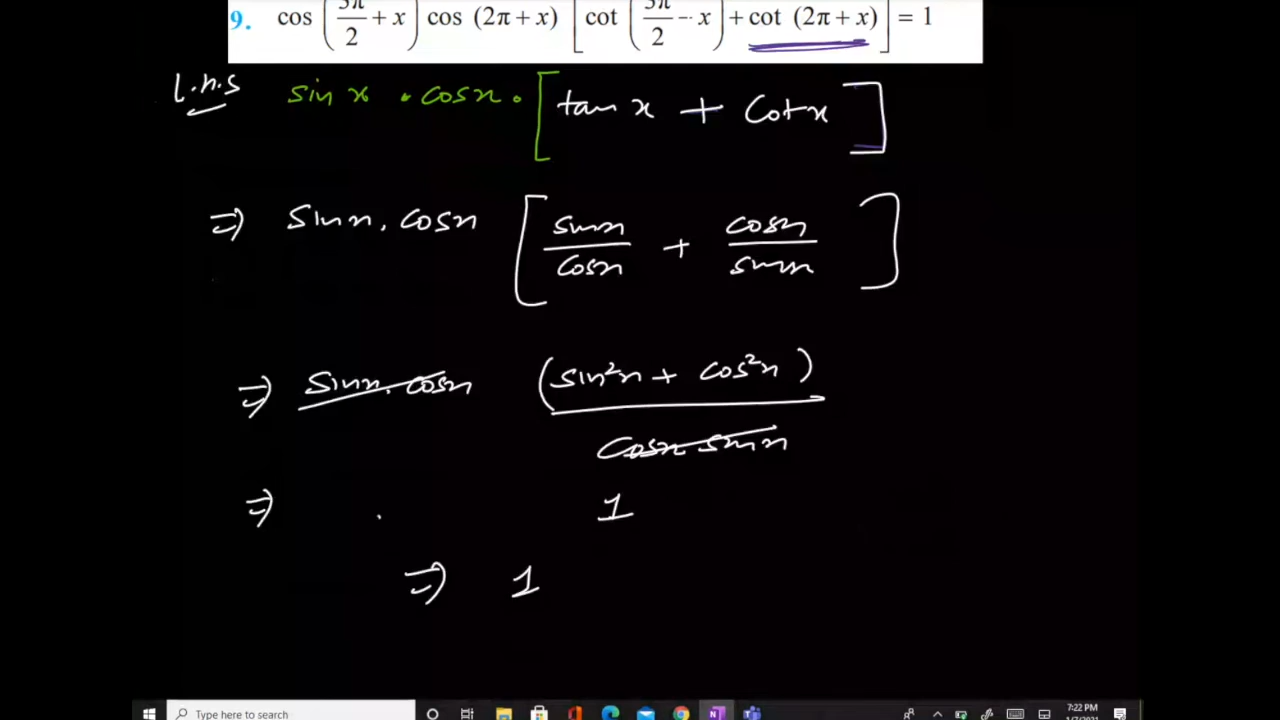 9. cos (3π/2 + x) cos (2π + x) [cot (3π/2 - x) + cot (2π + x)] = 1
L.h.s sin x . cosx . [tan x + Cotx]
=> sinx. cosx [sinx/cosx + cosx/sinx]
=> sinx. cosx (sin²x + cos²x)/cosx sinx
=> . 1
=> 1
Type here to search
7:22 PM